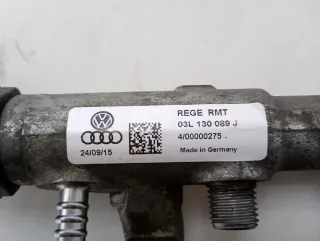 REGE RMT
03L 130 089 J
4/00000275 .
24/09/15
Made in Germany